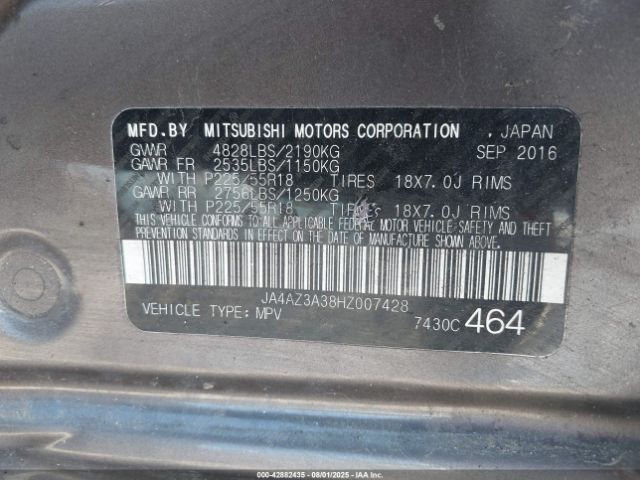 MFD.BY MITSUBISHI MOTORS CORPORATION , JAPAN
GVWR 4828LBS/2190KG SEP 2016
GAWR FR 2535LBS/1150KG
WITH P225/55R18 TIRES 18X7.0J RIMS
GAWR RR 2756LBS/1250KG
WITH P225/55R18 TIRES 18X7.0J RIMS
THIS VEHICLE CONFORMS TO ALL APPLICABLE FEDERAL MOTOR VEHICLE SAFETY AND THEFT
PREVENTION STANDARDS IN EFFECT ON THE DATE OF MANUFACTURE SHOWN ABOVE.
JA4AZ3A38HZ007428
VEHICLE TYPE:MPV 7430C 464
000-42882435 - 08/01/2025 - IAAI.COM